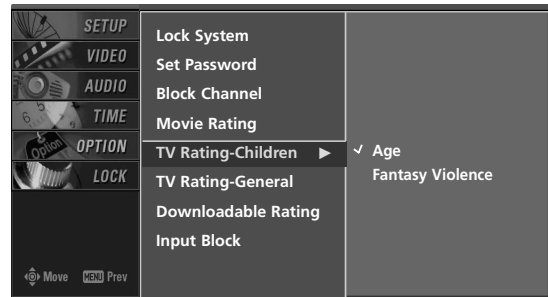 SETUP
VIDEO
AUDIO
TIME
Option OPTION
LOCK
Move MENU Prev
Lock System
Set Password
Block Channel
Movie Rating
TV Rating-Children ►
TV Rating-General
Downloadable Rating
Input Block
✓ Age
Fantasy Violence